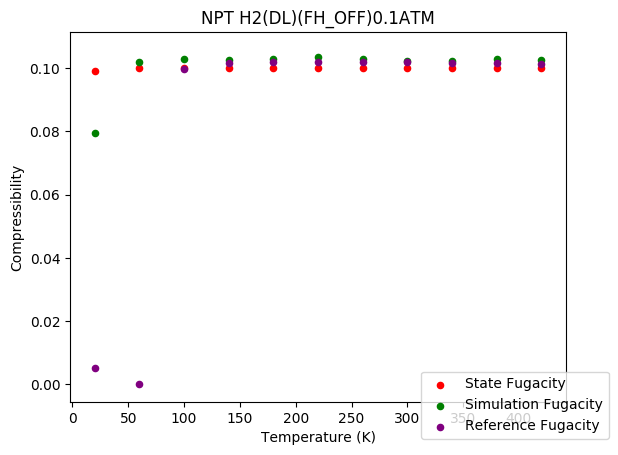 NPT H2(DL)(FH_OFF)0.1ATM
Compressibility
0.10
0.08
0.06
0.04
0.02
0.00
0 50 100 150 200 250 300 350 400
Temperature (K)
State Fugacity
Simulation Fugacity
Reference Fugacity